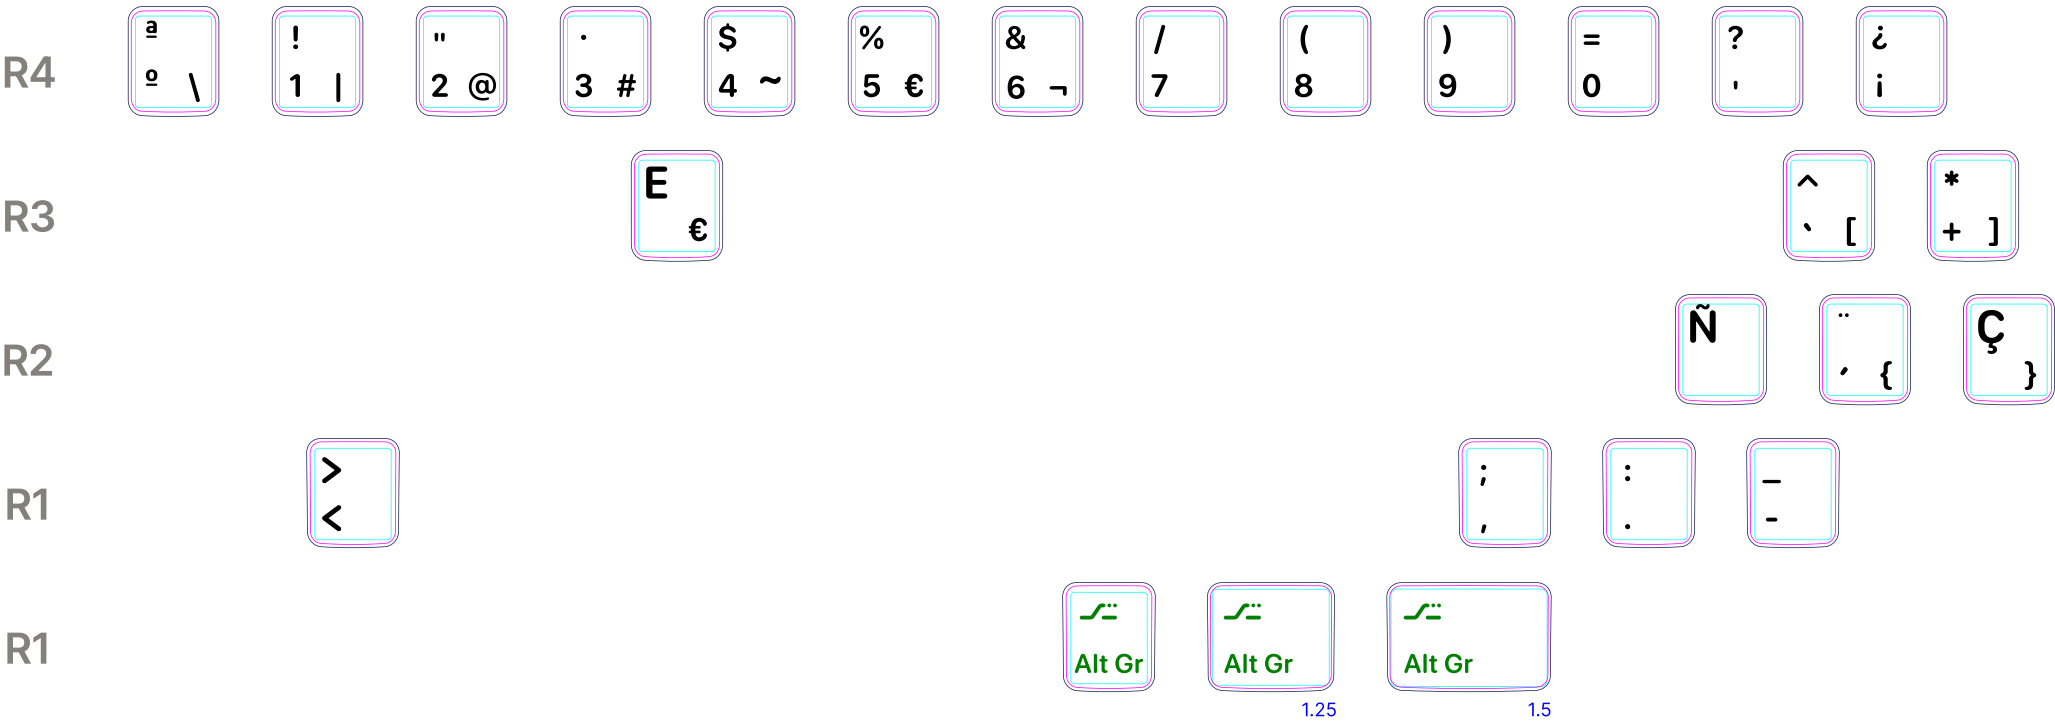 ª ! " · $ % & / ( ) = ? ¿
R4 º \ 1 | 2 @ 3 # 4 ~ 5 € 6 ¬ 7 8 9 0 ' ¡
E ^ *
R3 € ` [ + ]
Ñ ¨ Ç
R2 ´ { }
> ; : _
R1 < , . -
⌥ ⌥ ⌥
R1 Alt Gr Alt Gr Alt Gr
1.25 1.5